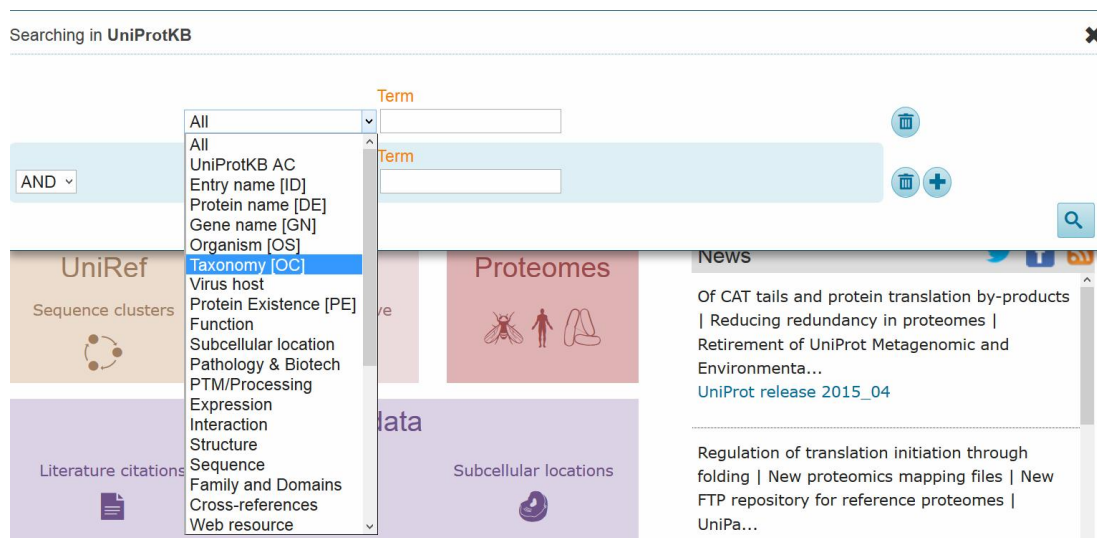 Searching in UniProtKB
Term
All
All
UniProtKB AC
Entry name [ID]
Protein name [DE]
Gene name [GN]
Organism [OS]
Taxonomy [OC]
Virus host
Protein Existence [PE]
Function
Subcellular location
Pathology & Biotech
PTM/Processing
Expression
Interaction
Structure
Sequence
Family and Domains
Cross-references
Web resource
AND
Term
UniRef
Sequence clusters
ve
Proteomes
data
Literature citations
Subcellular locations
News
Of CAT tails and protein translation by-products
| Reducing redundancy in proteomes |
Retirement of UniProt Metagenomic and
Environmenta...
UniProt release 2015_04
Regulation of translation initiation through
folding | New proteomics mapping files | New
FTP repository for reference proteomes |
UniPa...